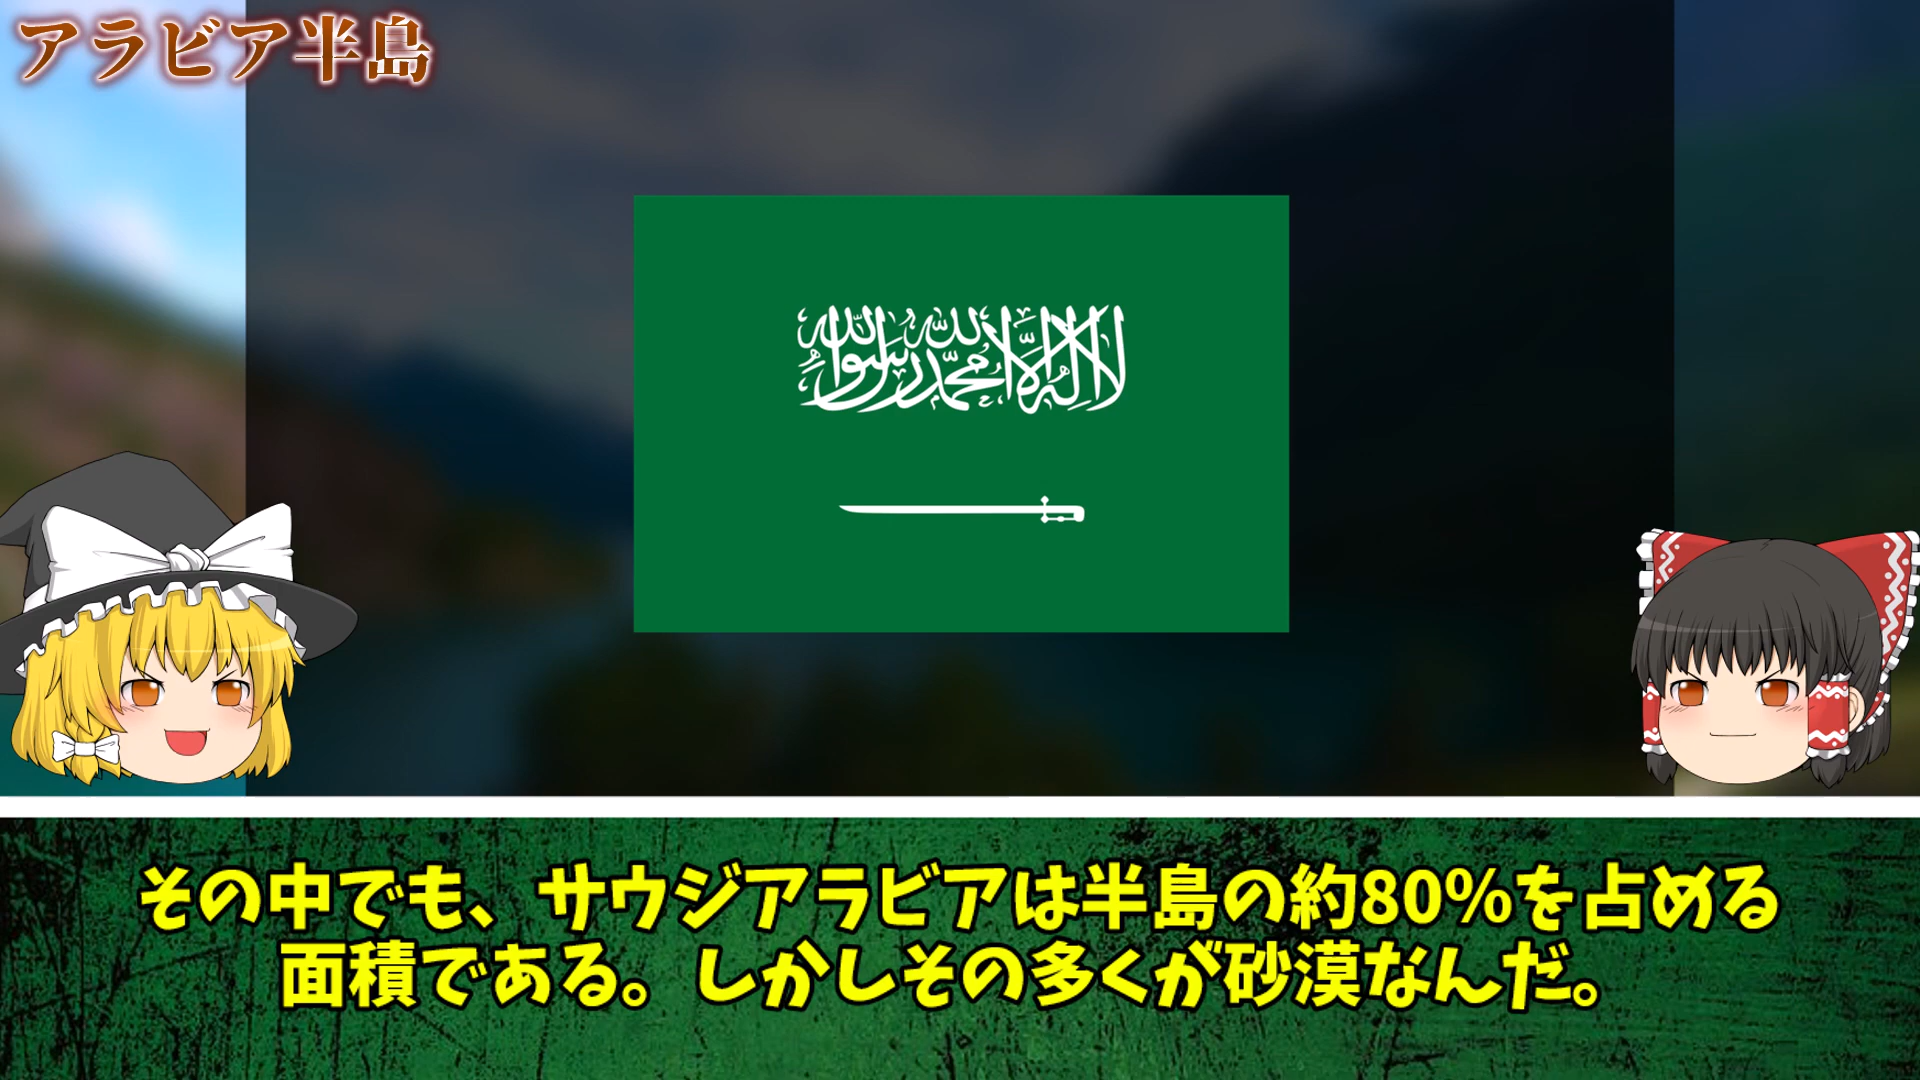 アラビア半島
لا إله إلا الله محمد رسول الله
その中でも、サウジアラビアは半島の約80%を占める
面積である。しかしその多くが砂漠なんだ。